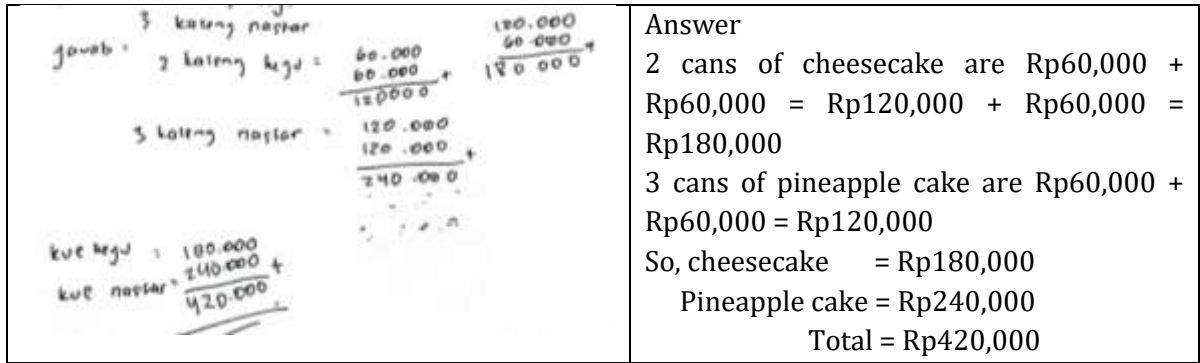 3 kaleng nastar
Jawab :
2 kaleng keju :
60.000
60.000 +
120000
180.000
60.000 +
180 000
3 kaleng nastar =
120.000
120.000 +
240.000
kue keju = 180.000
kue nastar = 240.000 +
420.000
Answer
2 cans of cheesecake are Rp60,000 +
Rp60,000 = Rp120,000 + Rp60,000 =
Rp180,000
3 cans of pineapple cake are Rp60,000 +
Rp60,000 = Rp120,000
So, cheesecake = Rp180,000
Pineapple cake = Rp240,000
Total = Rp420,000